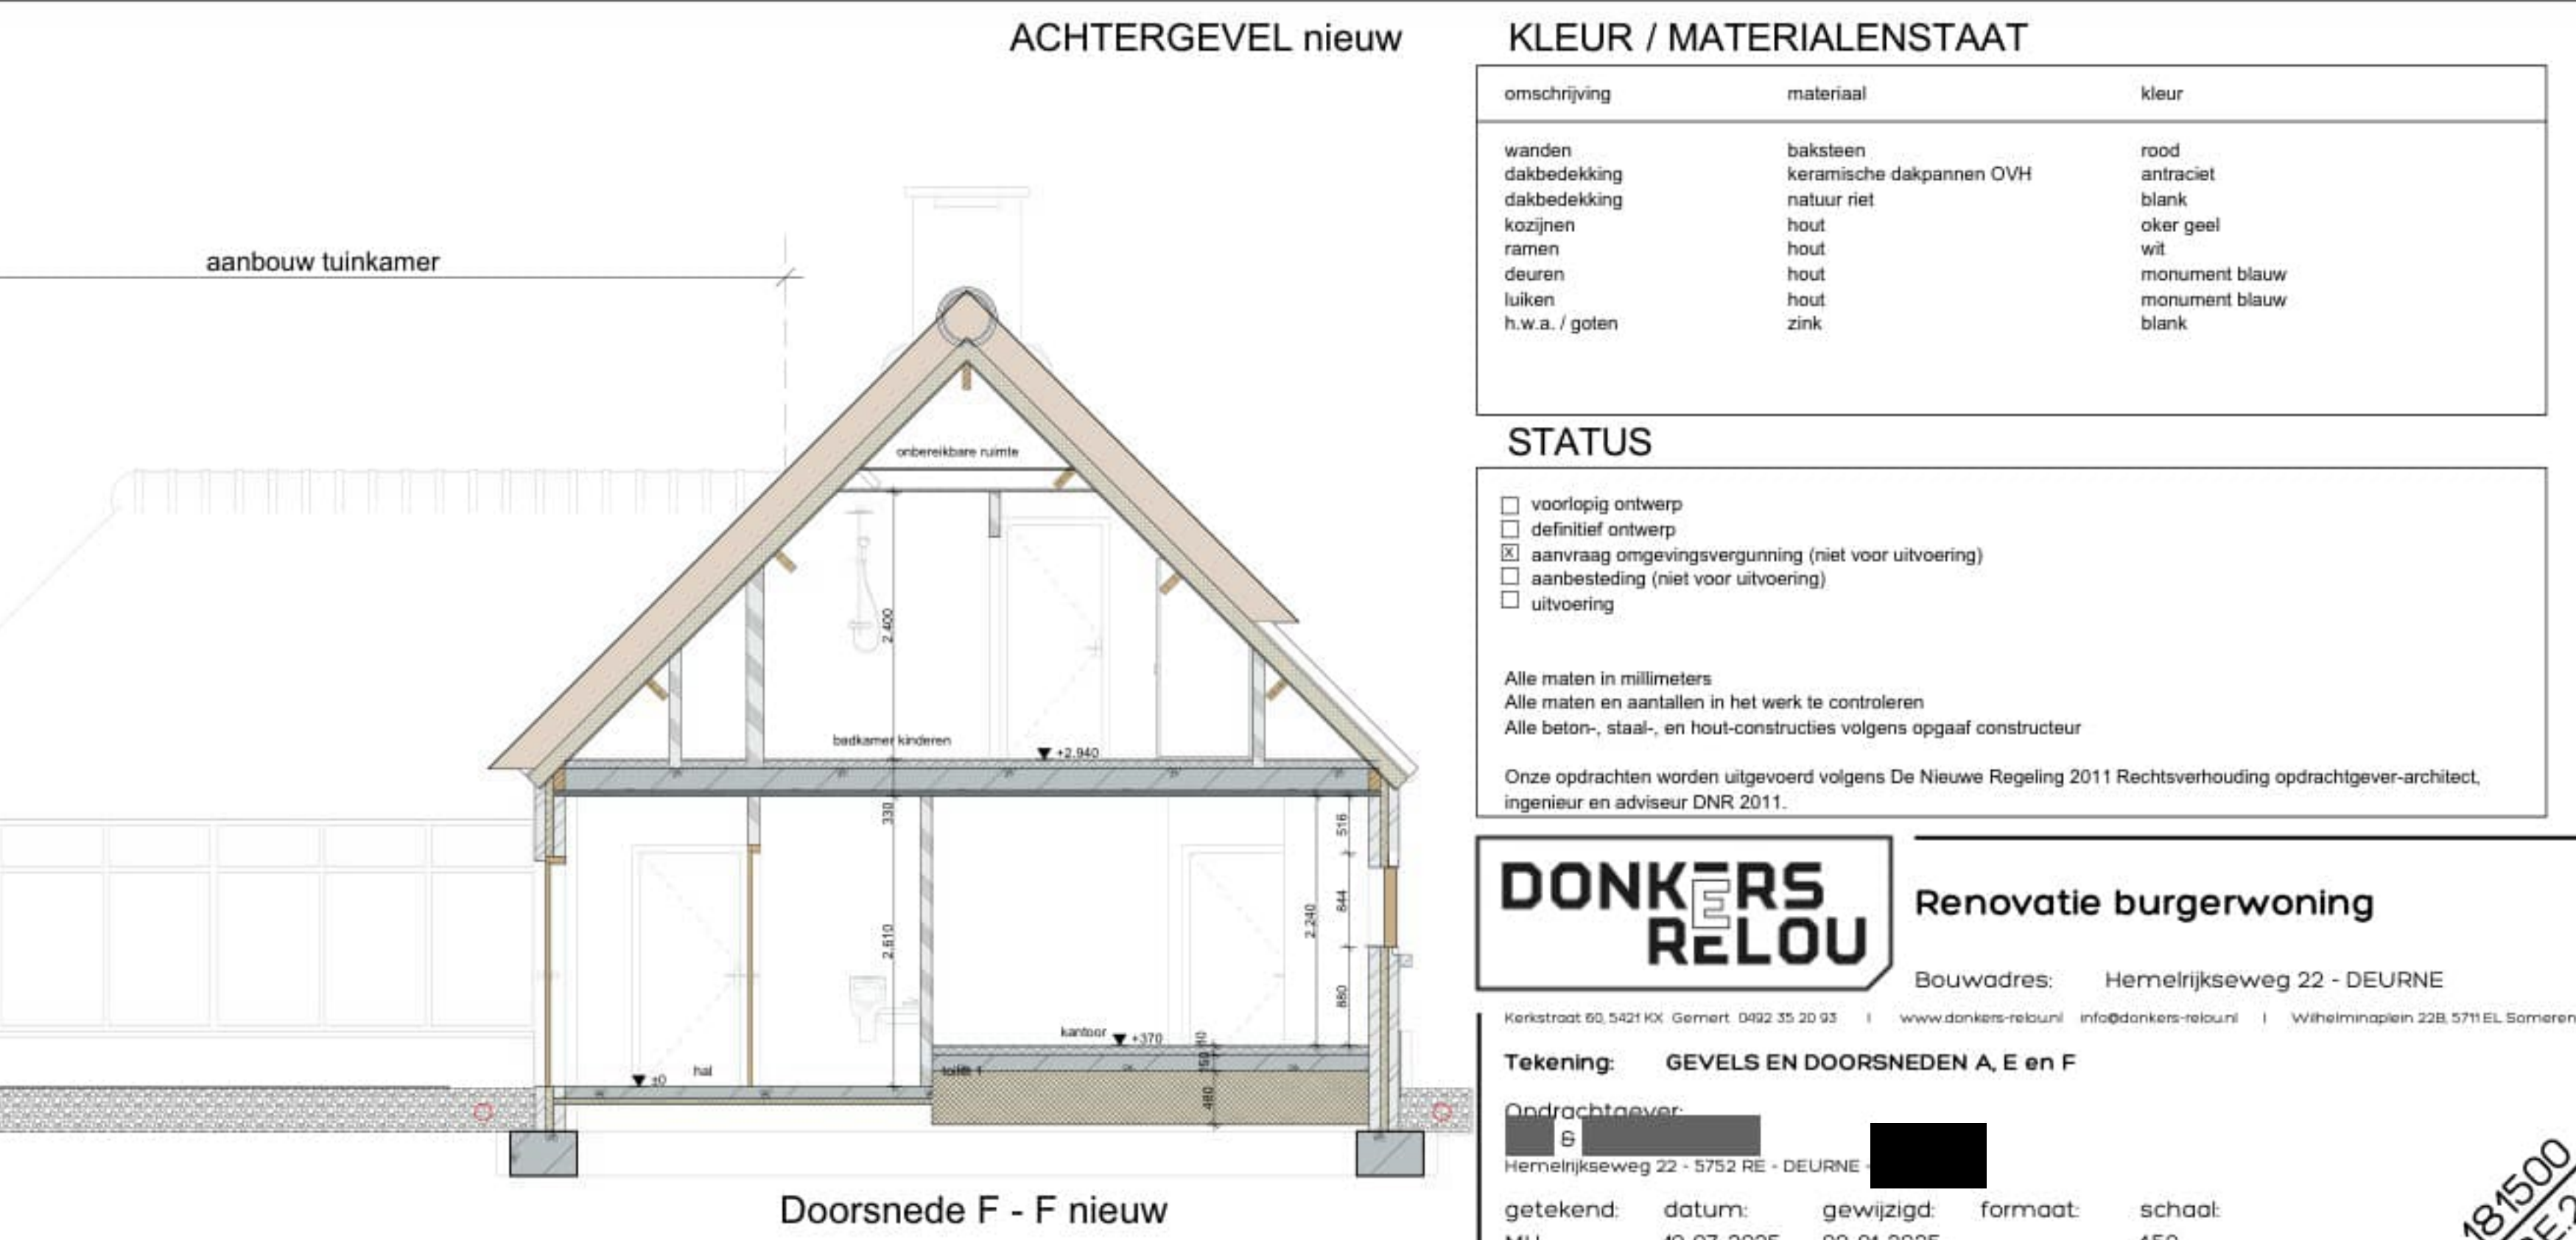 ACHTERGEVEL nieuw
aanbouw tuinkamer
onbereikbare ruimte
2.400
badkamer kinderen
+2.940
330
516
2.610
2.240
844
880
kantoor
+370
hal
±0
toilet 1
480
Doorsnede F - F nieuw
KLEUR / MATERIALENSTAAT
omschrijving materiaal kleur
wanden baksteen rood
dakbedekking keramische dakpannen OVH antraciet
dakbedekking natuur riet blank
kozijnen hout oker geel
ramen hout wit
deuren hout monument blauw
luiken hout monument blauw
h.w.a. / goten zink blank
STATUS
voorlopig ontwerp
definitief ontwerp
x aanvraag omgevingsvergunning (niet voor uitvoering)
aanbesteding (niet voor uitvoering)
uitvoering
Alle maten in millimeters
Alle maten en aantallen in het werk te controleren
Alle beton-, staal-, en hout-constructies volgens opgaaf constructeur
Onze opdrachten worden uitgevoerd volgens De Nieuwe Regeling 2011 Rechtsverhouding opdrachtgever-architect,
ingenieur en adviseur DNR 2011.
DONKERS
RELOU
Renovatie burgerwoning
Bouwadres: Hemelrijkseweg 22 - DEURNE
Kerkstraat 60, 5421 KX Gemert 0492 35 20 93 | www.donkers-relou.nl info@donkers-relou.nl | Wilhelminaplein 22B, 5711 EL Someren
Tekening: GEVELS EN DOORSNEDEN A, E en F
Opdrachtgever:
&
Hemelrijkseweg 22 - 5752 RE - DEURNE -
getekend: datum: gewijzigd: formaat: schaal:
181500